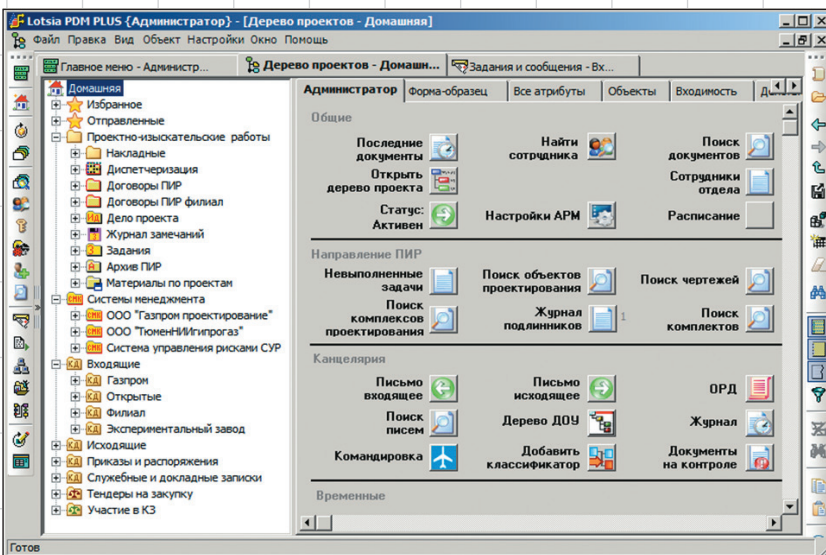 Lotsia PDM PLUS {Администратор} - [Дерево проектов - Домашняя]
Файл Правка Вид Объект Настройки Окно Помощь
Главное меню - Администр...
Дерево проектов - Домашн...
Задания и сообщения - Вх...
Домашняя
Избранное
Отправленные
Проектно-изыскательские работы
Накладные
Диспетчеризация
Договоры ПИР
Договоры ПИР филиал
Дело проекта
Журнал замечаний
Задания
Архив ПИР
Материалы по проектам
Системы менеджмента
ООО "Газпром проектирование"
ООО "ТюменНИИгипрогаз"
Система управления рисками СУР
Входящие
Газпром
Открытые
Филиал
Экспериментальный завод
Исходящие
Приказы и распоряжения
Служебные и докладные записки
Тендеры на закупку
Участие в КЗ
Администратор
Форма-образец
Все атрибуты
Объекты
Входимость
Общие
Последние
документы
Найти
сотрудника
Поиск
документов
Открыть
дерево проекта
Сотрудники
отдела
Статус:
Активен
Настройки АРМ
Расписание
Направление ПИР
Невыполненные
задачи
Поиск объектов
проектирования
Поиск чертежей
Поиск
комплексов
проектирования
Журнал
подлинников
1
Поиск
комплектов
Канцелярия
Письмо
входящее
Письмо
исходящее
ОРД
Поиск
писем
Дерево ДОУ
Журнал
Командировка
Добавить
классификатор
Документы
на контроле
Временные
Готов